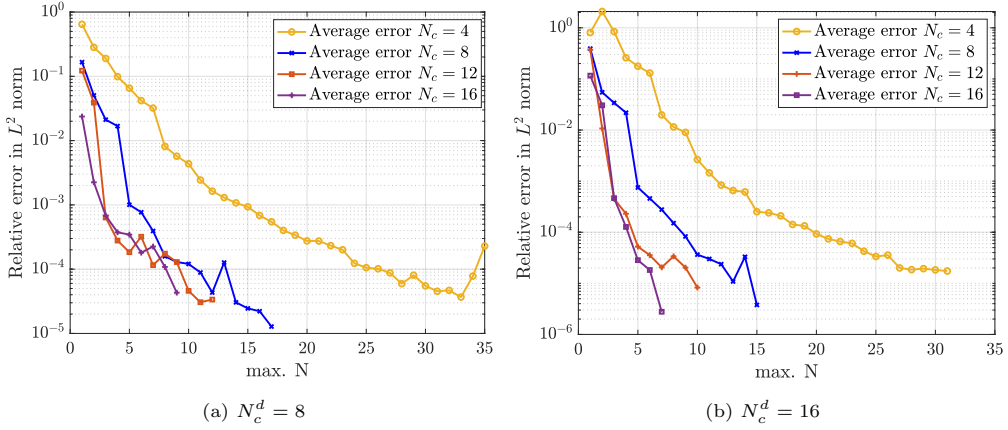 10^0
10^{-1}
10^{-2}
10^{-3}
10^{-4}
10^{-5}
Relative error in L^2 norm
Average error N_c = 4
Average error N_c = 8
Average error N_c = 12
Average error N_c = 16
0 5 10 15 20 25 30 35
max. N
(a) N_c^d = 8
10^0
10^{-2}
10^{-4}
10^{-6}
Relative error in L^2 norm
Average error N_c = 4
Average error N_c = 8
Average error N_c = 12
Average error N_c = 16
0 5 10 15 20 25 30 35
max. N
(b) N_c^d = 16